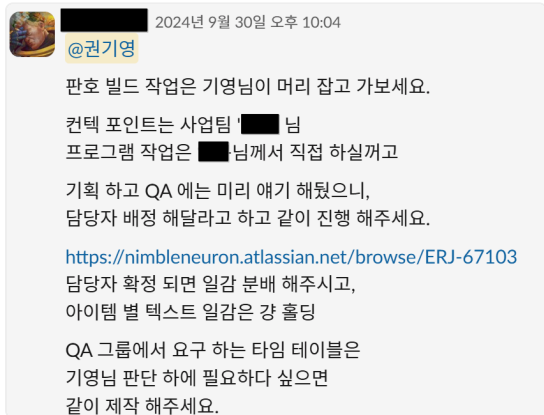 2024년 9월 30일 오후 10:04
@권기영
판호 빌드 작업은 기영님이 머리 잡고 가보세요.
컨텍 포인트는 사업팀 ' 님
프로그램 작업은 님께서 직접 하실꺼고
기획 하고 QA 에는 미리 얘기 해뒀으니,
담당자 배정 해달라고 하고 같이 진행 해주세요.
https://nimbleneuron.atlassian.net/browse/ERJ-67103
담당자 확정 되면 일감 분배 해주시고,
아이템 별 텍스트 일감은 걍 홀딩
QA 그룹에서 요구 하는 타임 테이블은
기영님 판단 하에 필요하다 싶으면
같이 제작 해주세요.